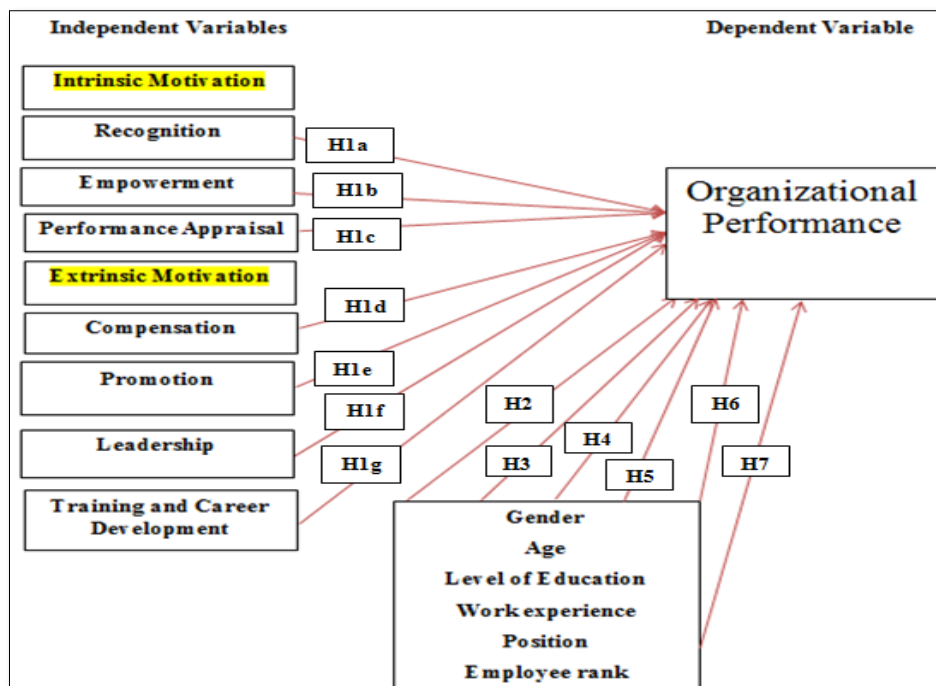 Independent Variables
Dependent Variable
Intrinsic Motivation
Recognition
H1a
Empowerment
H1b
Performance Appraisal
H1c
Extrinsic Motivation
Compensation
H1d
Promotion
H1e
H1f
Leadership
H1g
Training and Career
Development
Organizational
Performance
H2
H3
H4
H5
H6
H7
Gender
Age
Level of Education
Work experience
Position
Employee rank